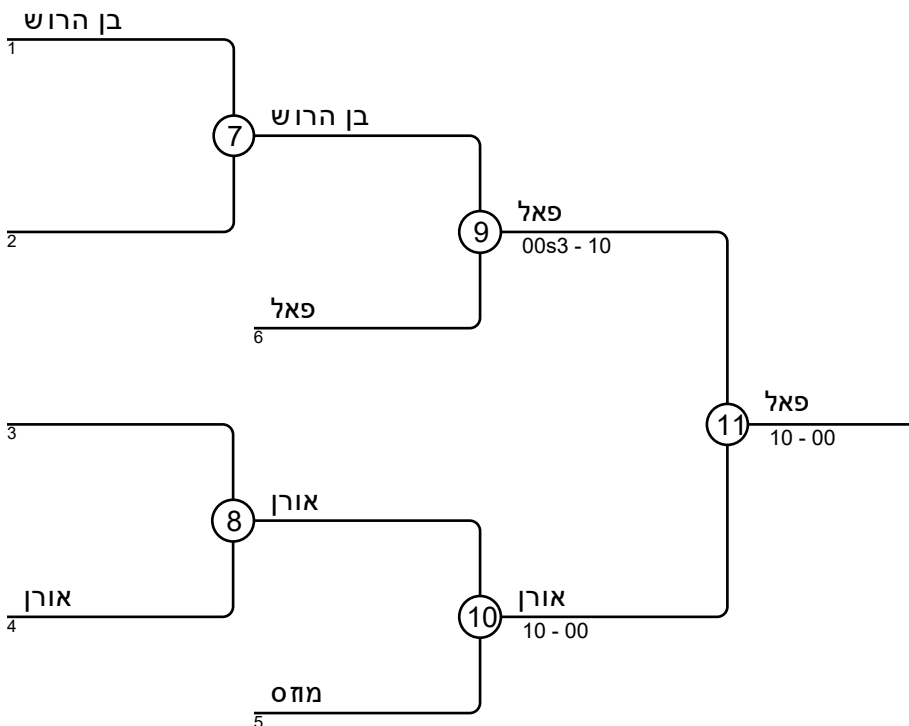 בן הרוש
1
7
בן הרוש
2
9
פאל
00s3 - 10
פאל
6
3
11
פאל
10 - 00
8
אורן
אורן
4
10
אורן
10 - 00
מוזס
5